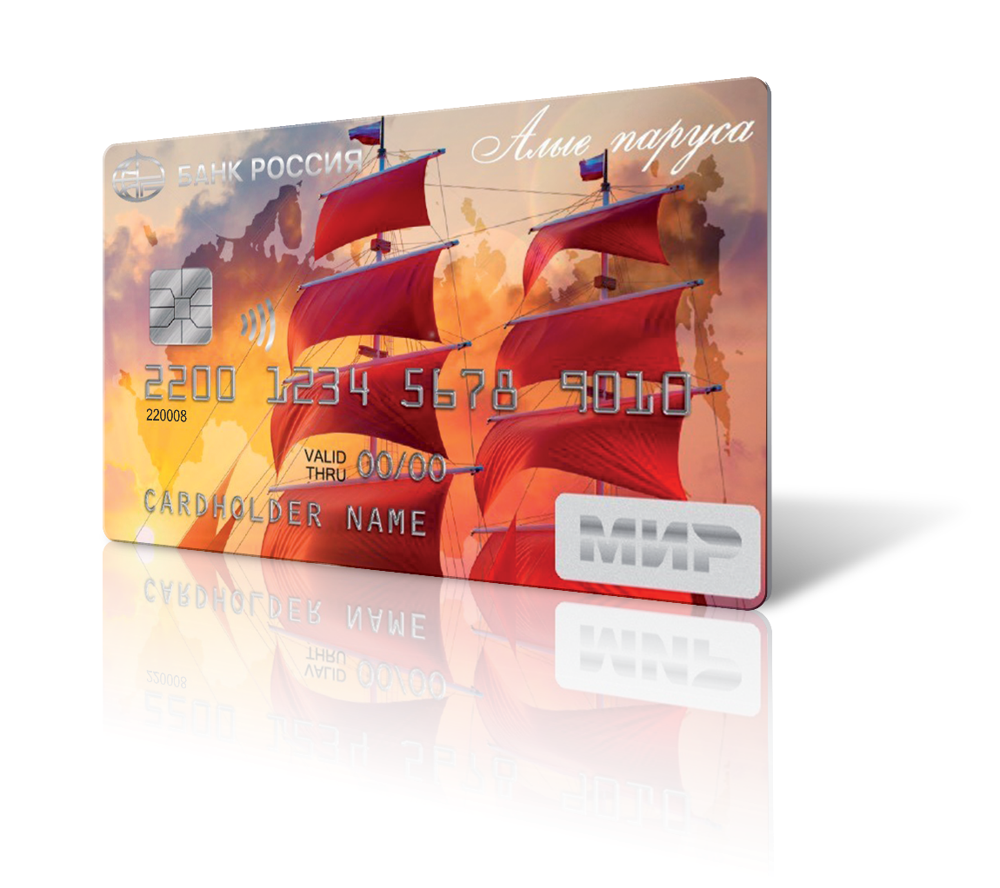 БАНК РОССИЯ
Алые паруса
2200 1234 5678 9010
220008
VALID THRU 00/00
CARDHOLDER NAME
МИР